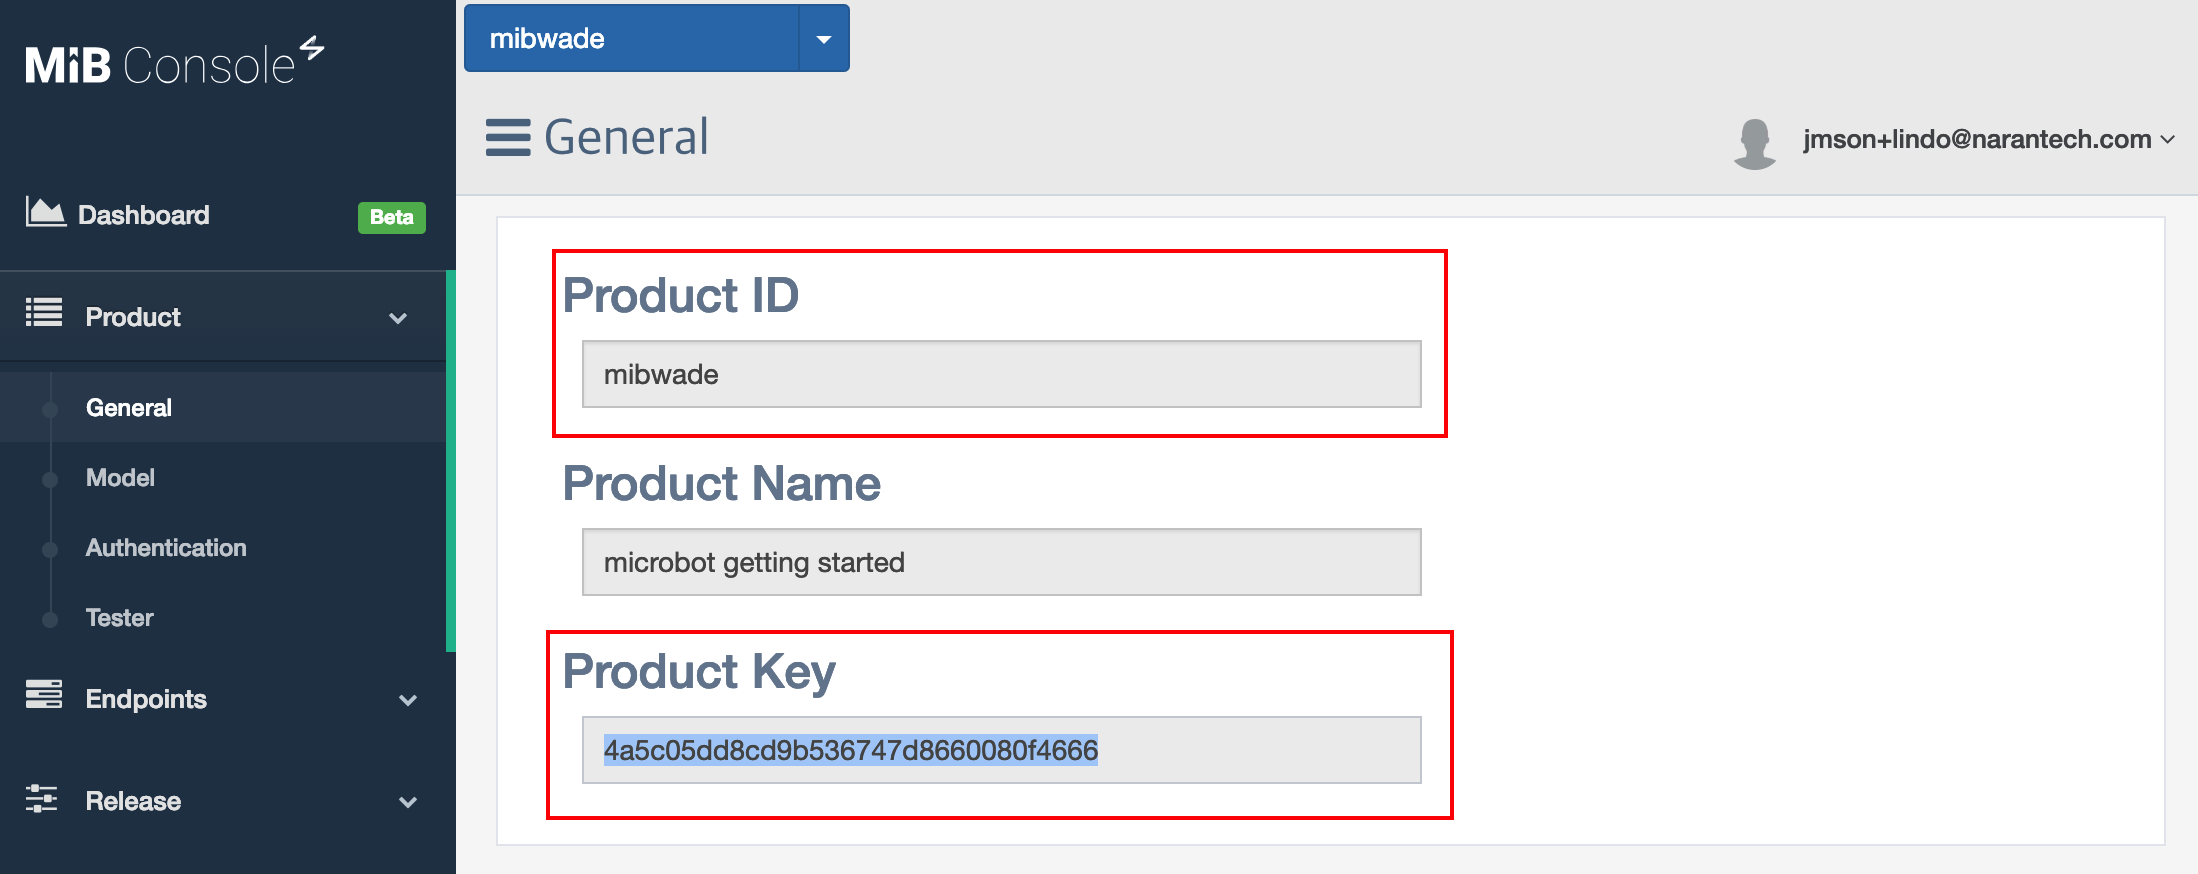 MiB Console
mibwade
General
jmson+lindo@narantech.com
Dashboard
Beta
Product
General
Model
Authentication
Tester
Endpoints
Release
Product ID
mibwade
Product Name
microbot getting started
Product Key
4a5c05dd8cd9b536747d8660080f4666